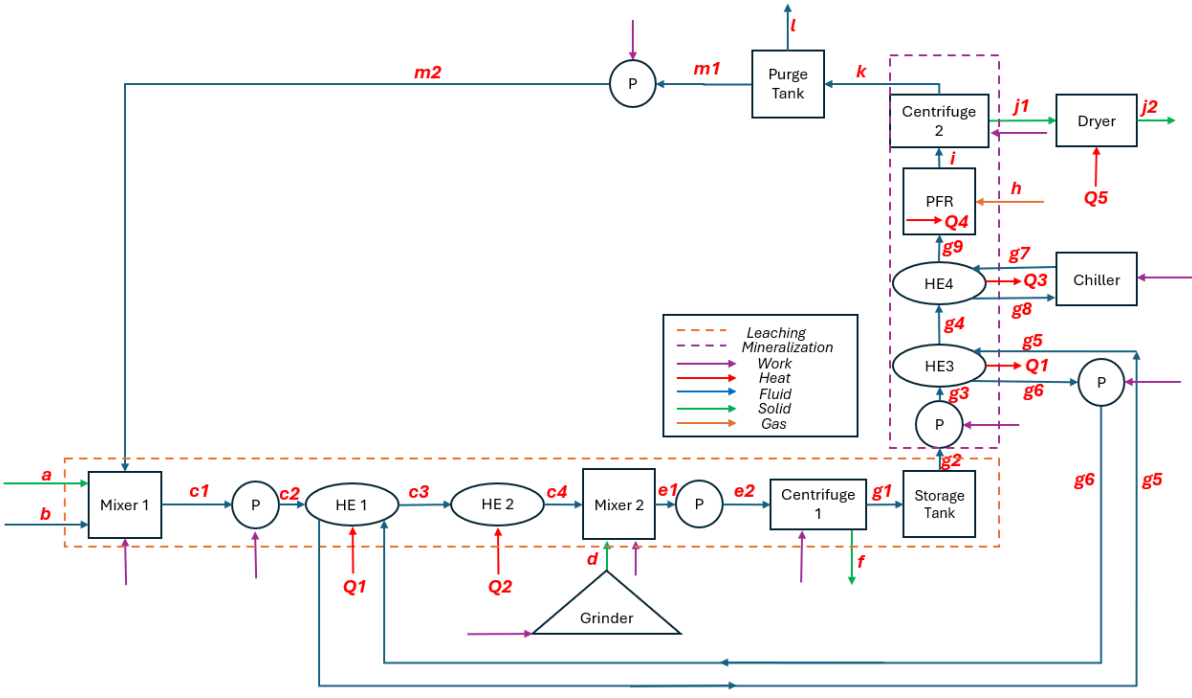 l
P
m1
m2
Purge
Tank
k
Centrifuge
2
j1
Dryer
j2
i
PFR
Q4
h
Q5
g9
g7
HE4
Q3
Chiller
g8
g4
g5
HE3
Q1
P
g6
g3
P
g2
Leaching
Mineralization
Work
Heat
Fluid
Solid
Gas
g6
g5
a
b
Mixer 1
c1
P
c2
HE 1
c3
HE 2
c4
Mixer 2
e1
P
e2
Centrifuge
1
g1
Storage
Tank
Q1
Q2
d
f
Grinder